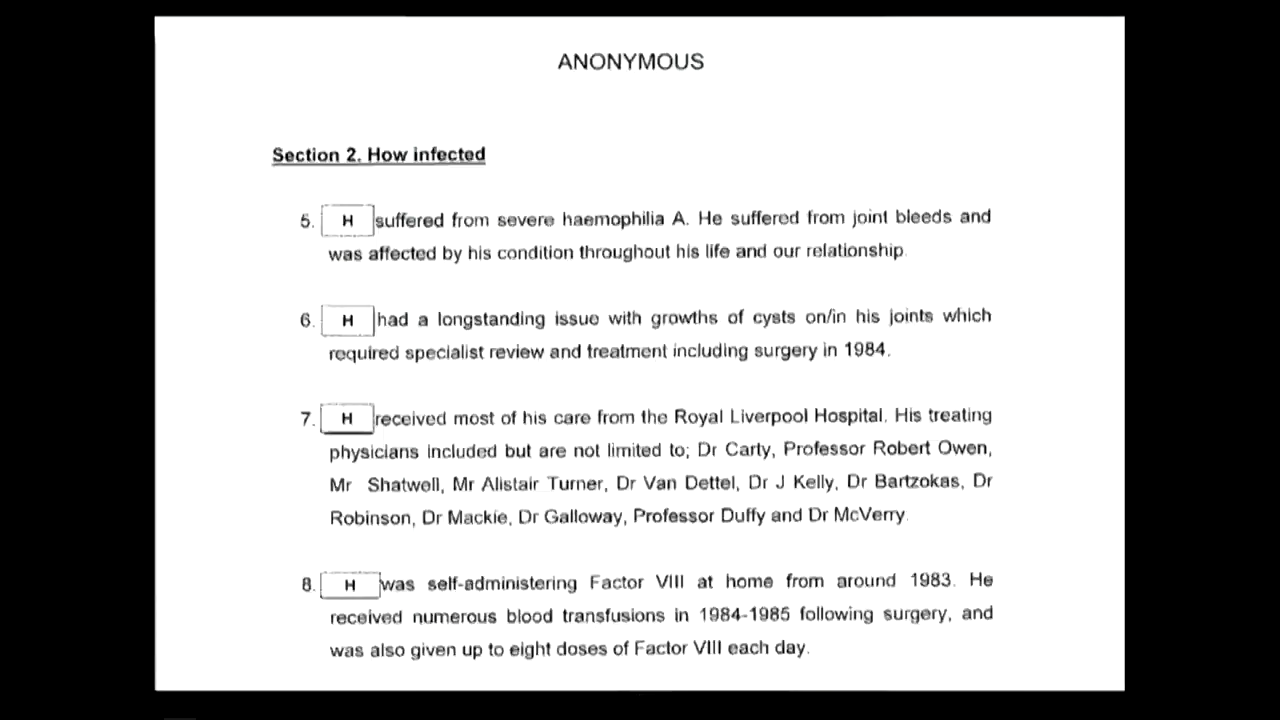 ANONYMOUS
Section 2. How infected
5. H suffered from severe haemophilia A. He suffered from joint bleeds and
was affected by his condition throughout his life and our relationship.
6. H had a longstanding issue with growths of cysts on/in his joints which
required specialist review and treatment including surgery in 1984.
7. H received most of his care from the Royal Liverpool Hospital. His treating
physicians included but are not limited to; Dr Carty, Professor Robert Owen,
Mr Shatwell, Mr Alistair Turner, Dr Van Dettel, Dr J Kelly, Dr Bartzokas, Dr
Robinson, Dr Mackie, Dr Galloway, Professor Duffy and Dr McVerry.
8. H was self-administering Factor VIII at home from around 1983. He
received numerous blood transfusions in 1984-1985 following surgery, and
was also given up to eight doses of Factor VIII each day.